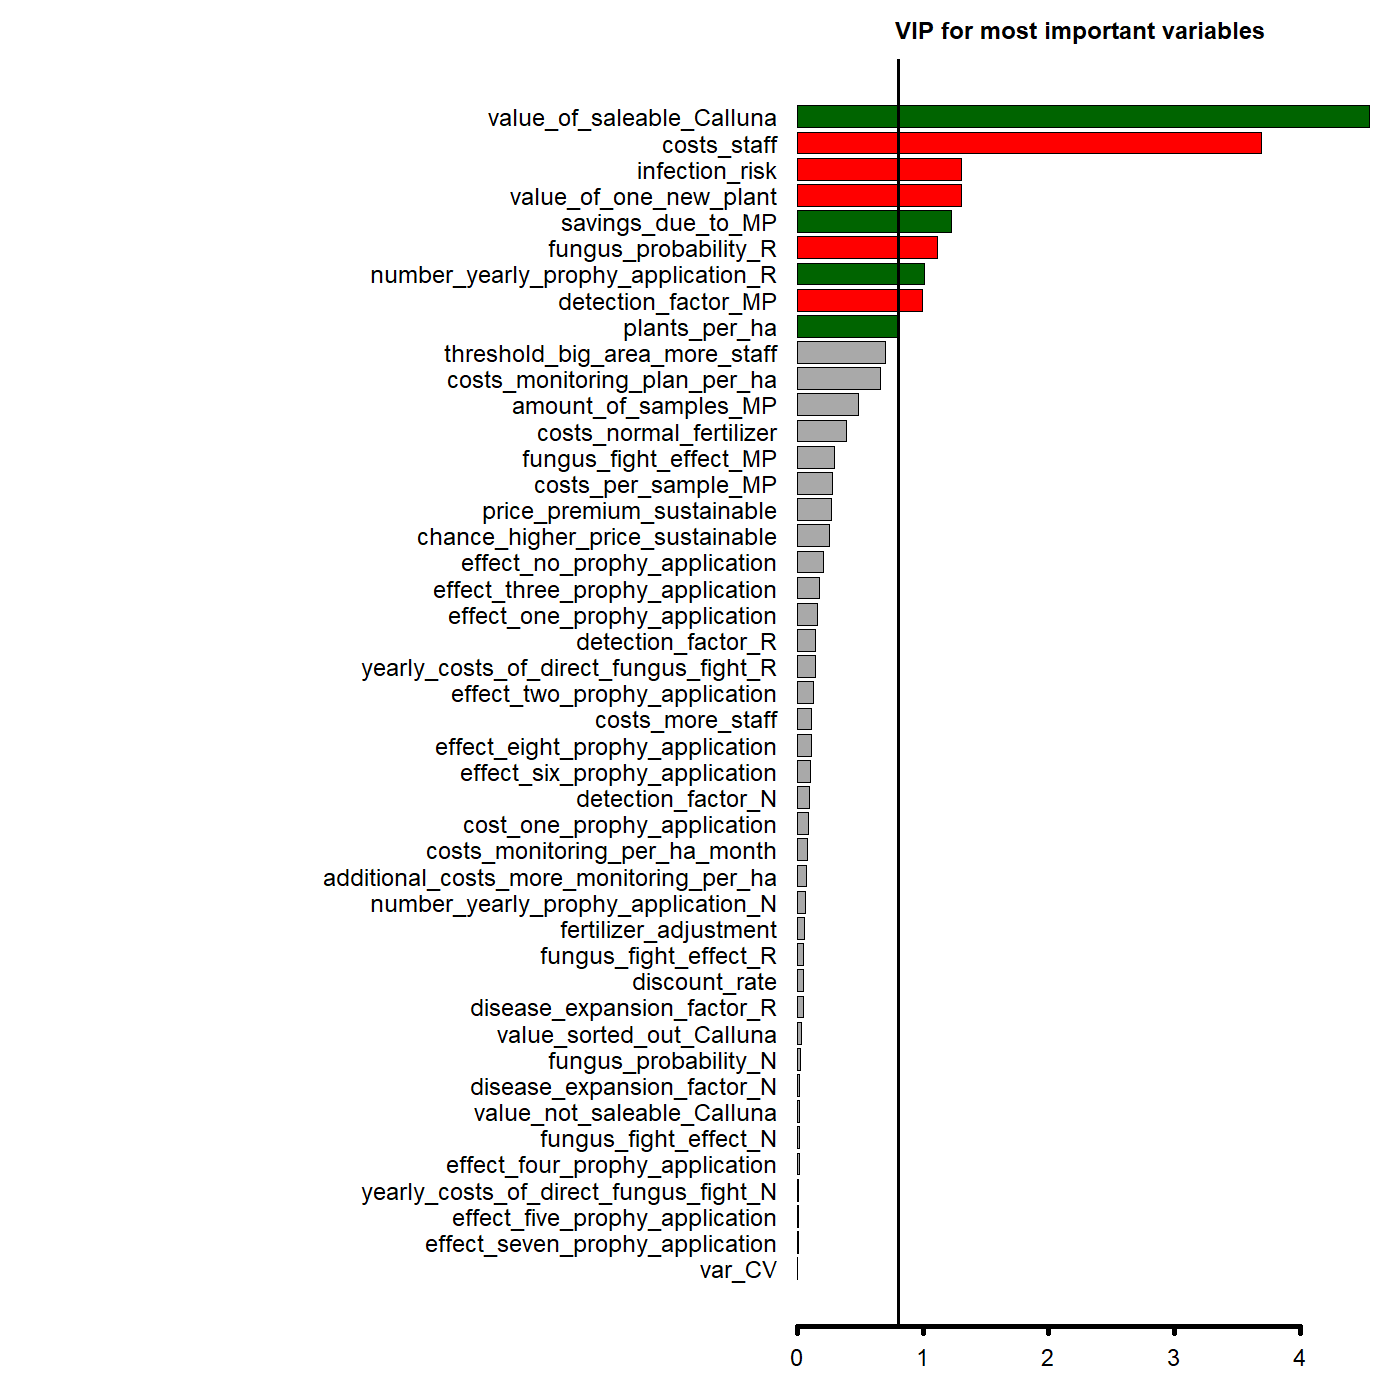 VIP for most important variables
value_of_saleable_Calluna
costs_staff
infection_risk
value_of_one_new_plant
savings_due_to_MP
fungus_probability_R
number_yearly_prophy_application_R
detection_factor_MP
plants_per_ha
threshold_big_area_more_staff
costs_monitoring_plan_per_ha
amount_of_samples_MP
costs_normal_fertilizer
fungus_fight_effect_MP
costs_per_sample_MP
price_premium_sustainable
chance_higher_price_sustainable
effect_no_prophy_application
effect_three_prophy_application
effect_one_prophy_application
detection_factor_R
yearly_costs_of_direct_fungus_fight_R
effect_two_prophy_application
costs_more_staff
effect_eight_prophy_application
effect_six_prophy_application
detection_factor_N
cost_one_prophy_application
costs_monitoring_per_ha_month
additional_costs_more_monitoring_per_ha
number_yearly_prophy_application_N
fertilizer_adjustment
fungus_fight_effect_R
discount_rate
disease_expansion_factor_R
value_sorted_out_Calluna
fungus_probability_N
disease_expansion_factor_N
value_not_saleable_Calluna
fungus_fight_effect_N
effect_four_prophy_application
yearly_costs_of_direct_fungus_fight_N
effect_five_prophy_application
effect_seven_prophy_application
var_CV
0 1 2 3 4